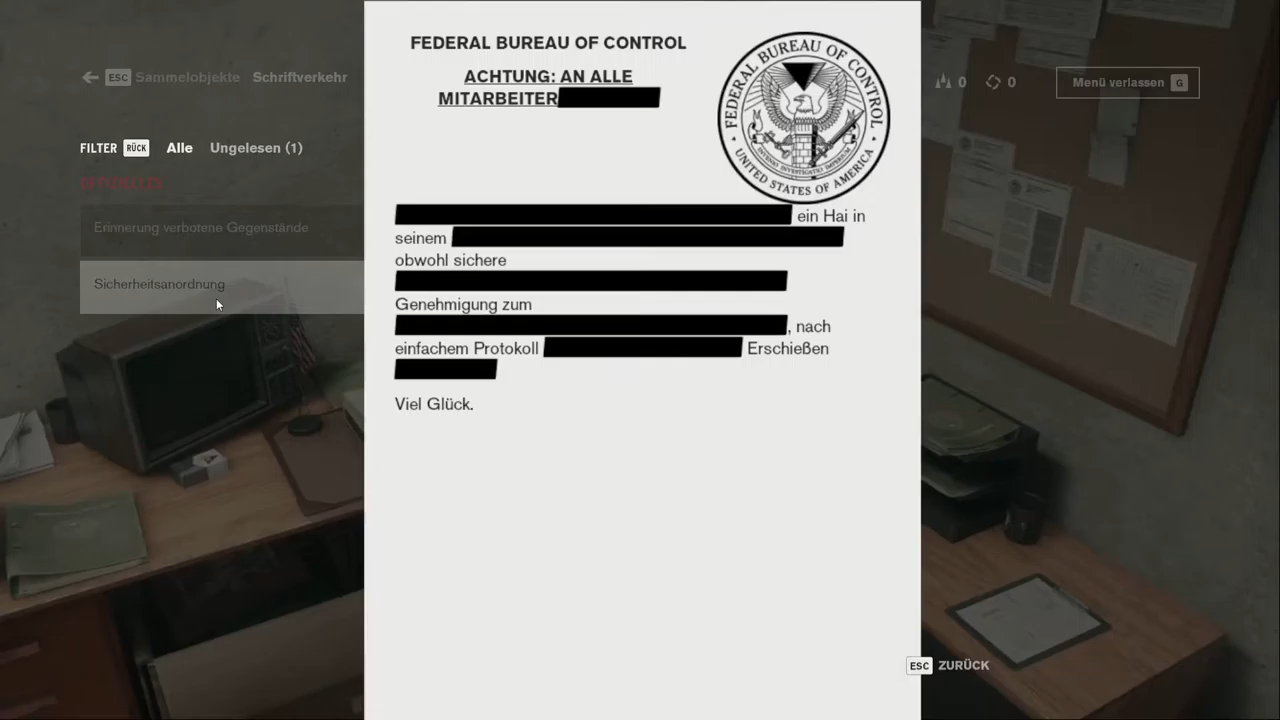 FEDERAL BUREAU OF CONTROL
ACHTUNG: AN ALLE
MITARBEITER
FEDERAL BUREAU OF CONTROL
UNITED STATES OF AMERICA
ESC Sammelobjekte Schriftverkehr
0 0
Menü verlassen G
FILTER RÜCK Alle Ungelesen (1)
OFFIZIELLES
Erinnerung verbotene Gegenstände
Sicherheitsanordnung
ein Hai in
seinem
obwohl sichere
Genehmigung zum
, nach
einfachem Protokoll Erschießen
Viel Glück.
ESC ZURÜCK